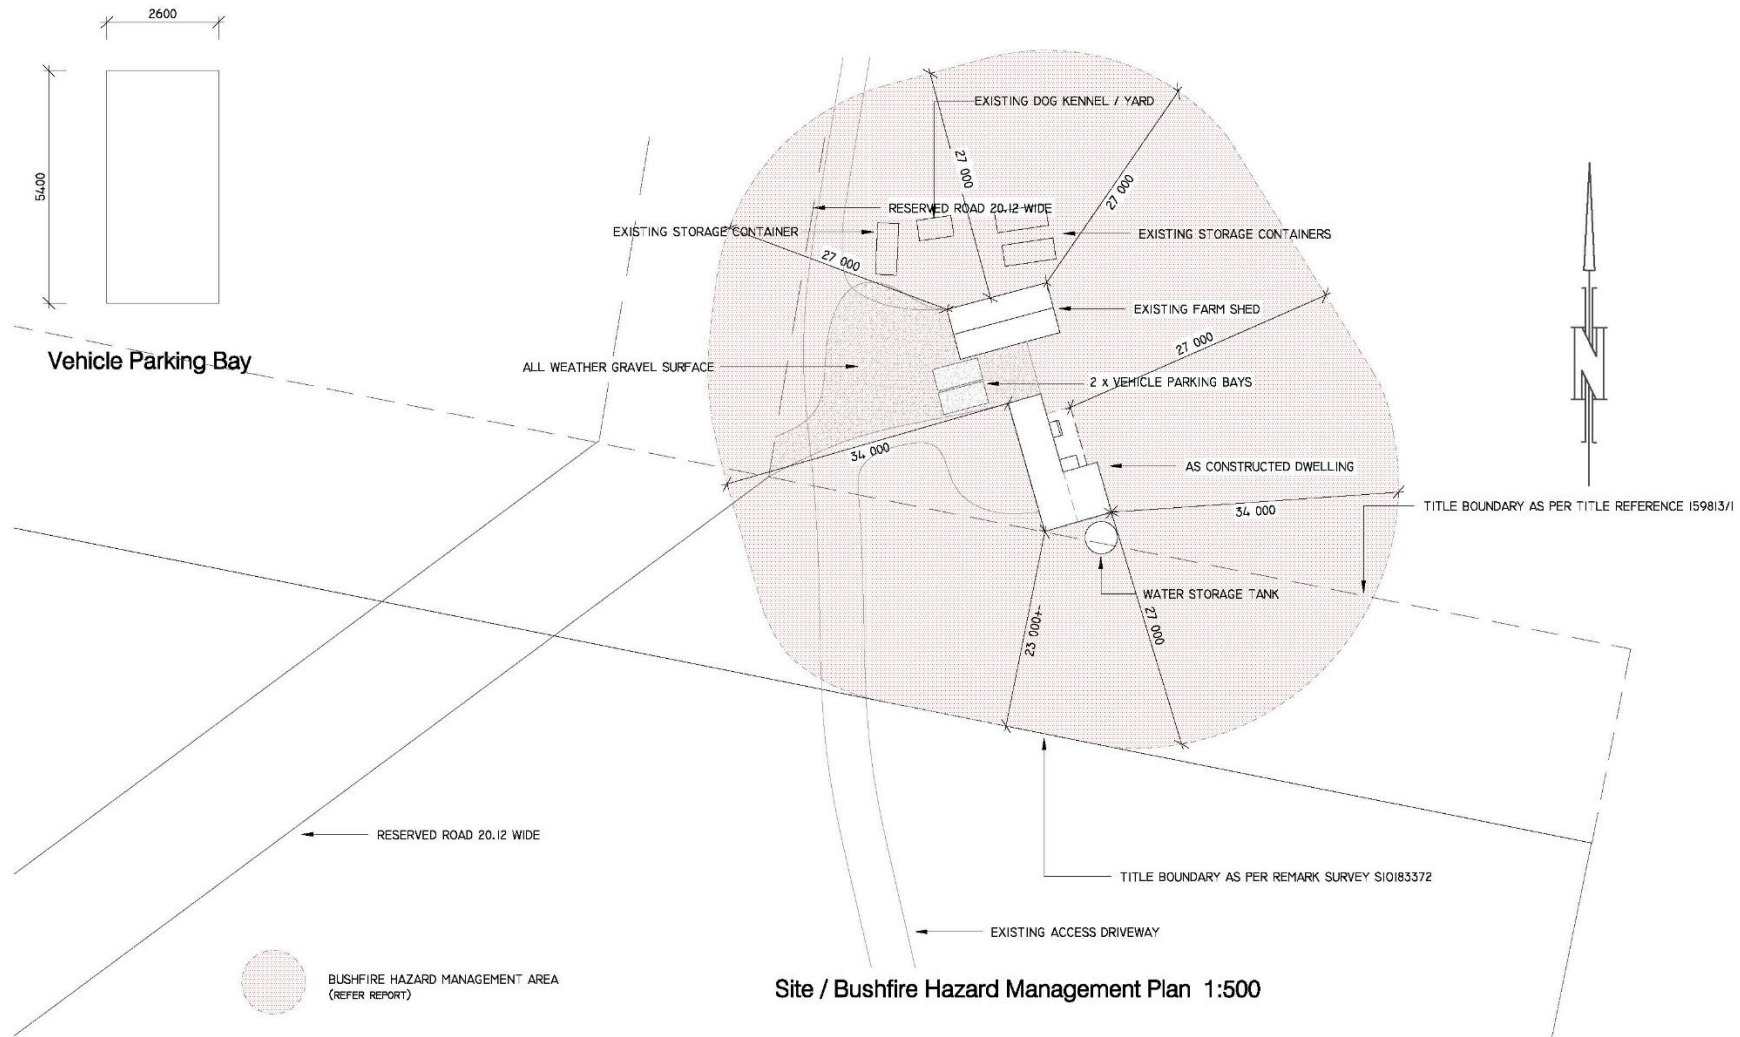 2600
5400
Vehicle Parking Bay
EXISTING DOG KENNEL / YARD
27 000
27 000
RESERVED ROAD 20.12 WIDE
EXISTING STORAGE CONTAINER
EXISTING STORAGE CONTAINERS
27 000
EXISTING FARM SHED
27 000
ALL WEATHER GRAVEL SURFACE
2 x VEHICLE PARKING BAYS
34 000
AS CONSTRUCTED DWELLING
34 000
TITLE BOUNDARY AS PER TITLE REFERENCE 159813/1
WATER STORAGE TANK
23 000+-
27 000
N
RESERVED ROAD 20.12 WIDE
TITLE BOUNDARY AS PER REMARK SURVEY S10183372
EXISTING ACCESS DRIVEWAY
BUSHFIRE HAZARD MANAGEMENT AREA
(REFER REPORT)
Site / Bushfire Hazard Management Plan 1:500